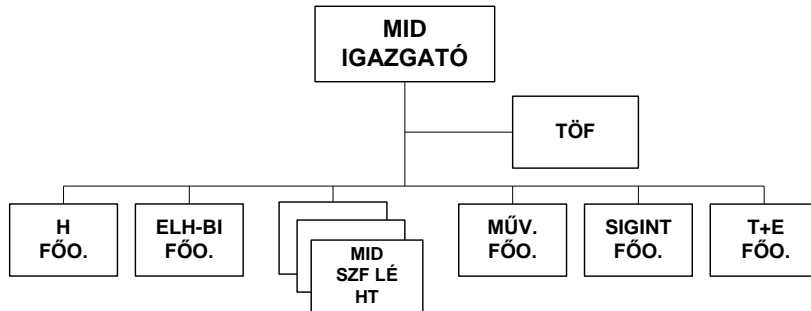 MID
IGAZGATÓ
TÖF
H
FŐO.
ELH-BI
FŐO.
MID
SZF LÉ
HT
MŰV.
FŐO.
SIGINT
FŐO.
T+E
FŐO.